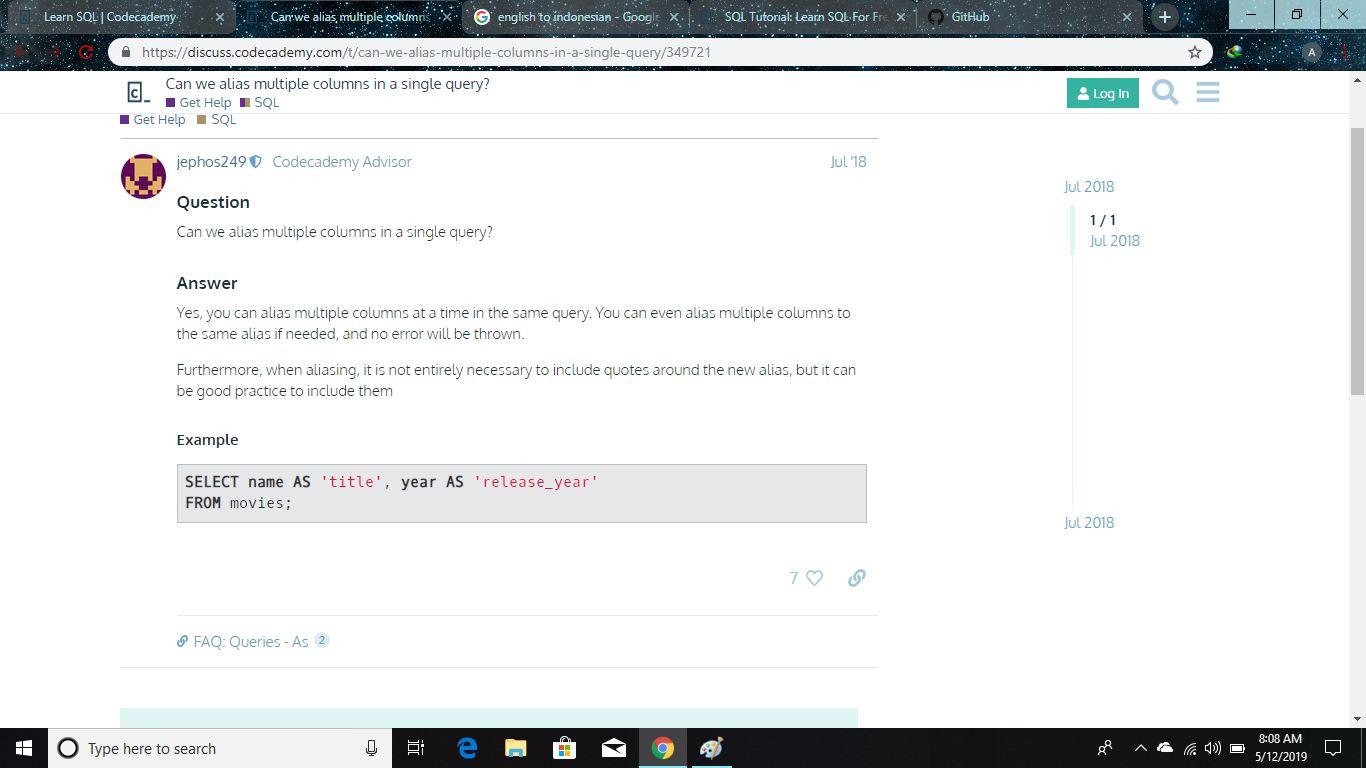 Learn SQL | Codecademy
Can we alias multiple columns
english to indonesian - Google
SQL Tutorial: Learn SQL For Fre
GitHub
https://discuss.codecademy.com/t/can-we-alias-multiple-columns-in-a-single-query/349721
A
Can we alias multiple columns in a single query?
Get Help SQL
Log In
Get Help SQL
jephos249 Codecademy Advisor Jul '18
Question
Can we alias multiple columns in a single query?
Answer
Yes, you can alias multiple columns at a time in the same query. You can even alias multiple columns to
the same alias if needed, and no error will be thrown.
Furthermore, when aliasing, it is not entirely necessary to include quotes around the new alias, but it can
be good practice to include them
Example
SELECT name AS 'title', year AS 'release_year'
FROM movies;
7
FAQ: Queries - As 2
Jul 2018
1 / 1
Jul 2018
Jul 2018
Type here to search
8:08 AM
5/12/2019